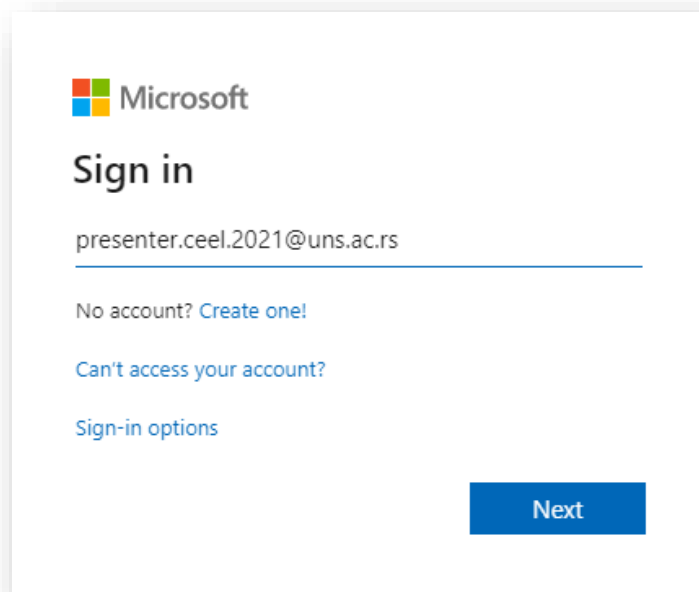 Microsoft
Sign in
presenter.ceel.2021@uns.ac.rs
No account? Create one!
Can't access your account?
Sign-in options
Next